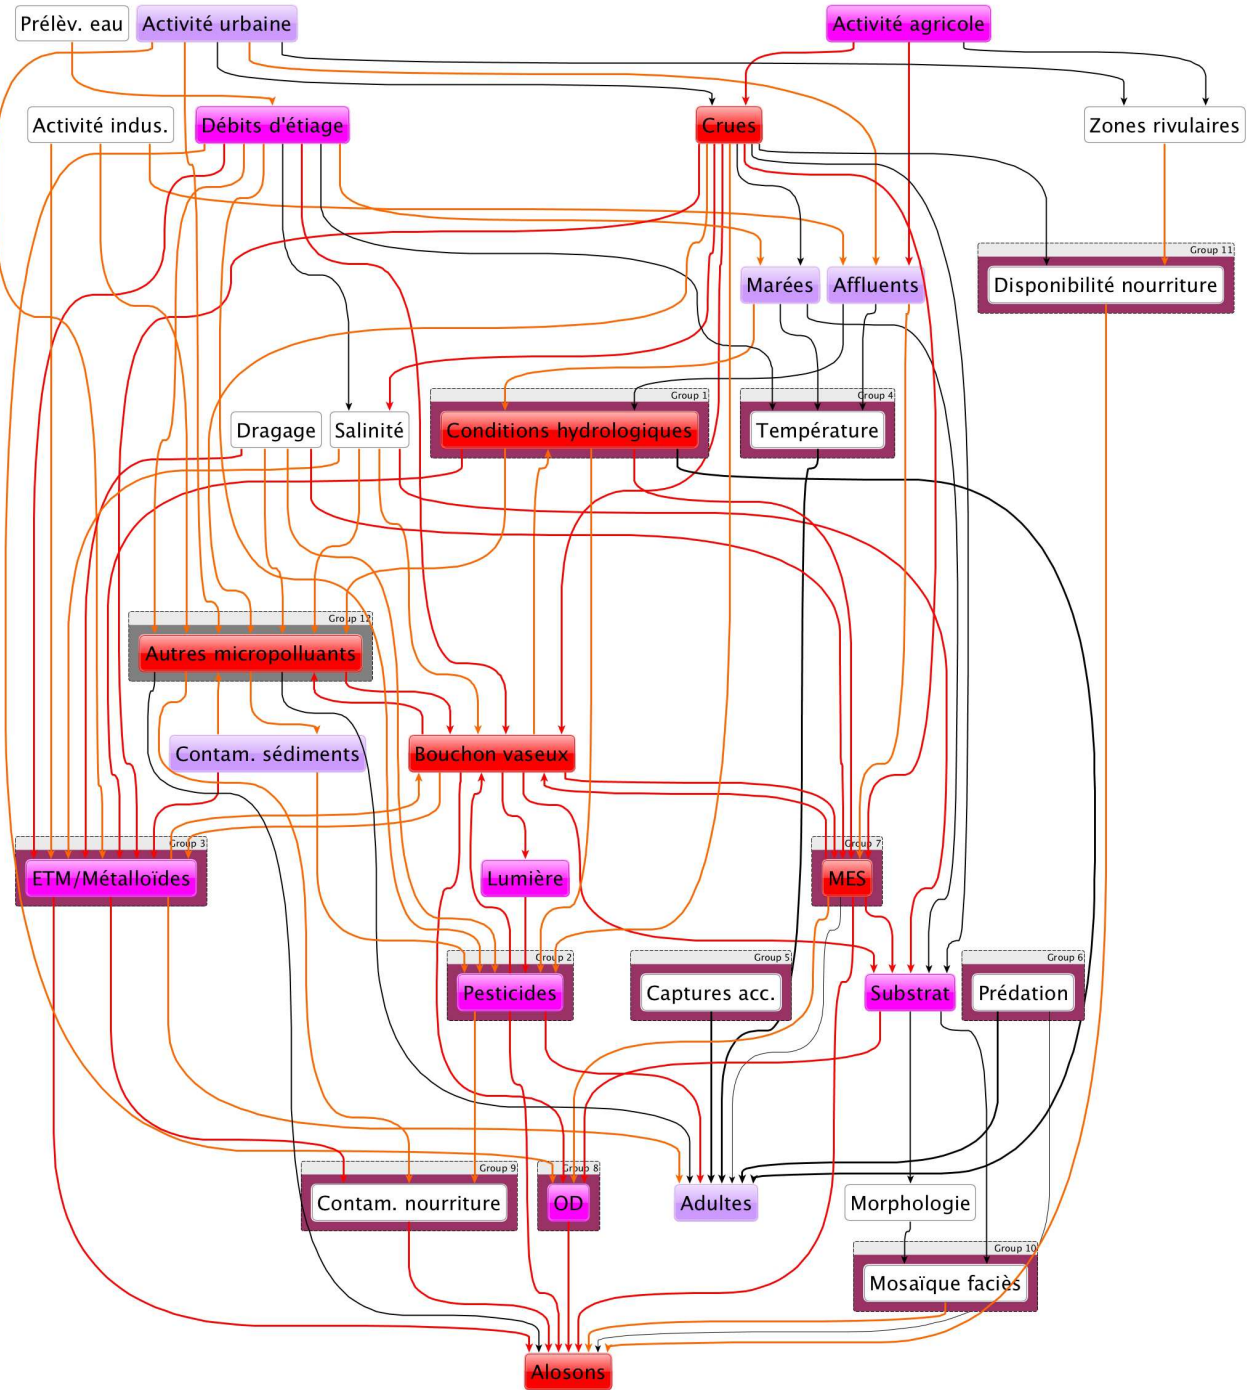 Prélèv. eau
Activité urbaine
Activité agricole
Activité indus.
Débits d'étiage
Crues
Zones rivulaires
Group 11
Marées
Affluents
Disponibilité nourriture
Group 1
Group 4
Dragage
Salinité
Conditions hydrologiques
Température
Group 12
Autres micropolluants
Contam. sédiments
Bouchon vaseux
Group 3
Group 7
ETM/Métalloïdes
Lumière
MES
Group 2
Group 5
Group 6
Pesticides
Captures acc.
Substrat
Prédation
Group 9
Group 8
Contam. nourriture
OD
Adultes
Morphologie
Group 10
Mosaïque faciès
Alosons